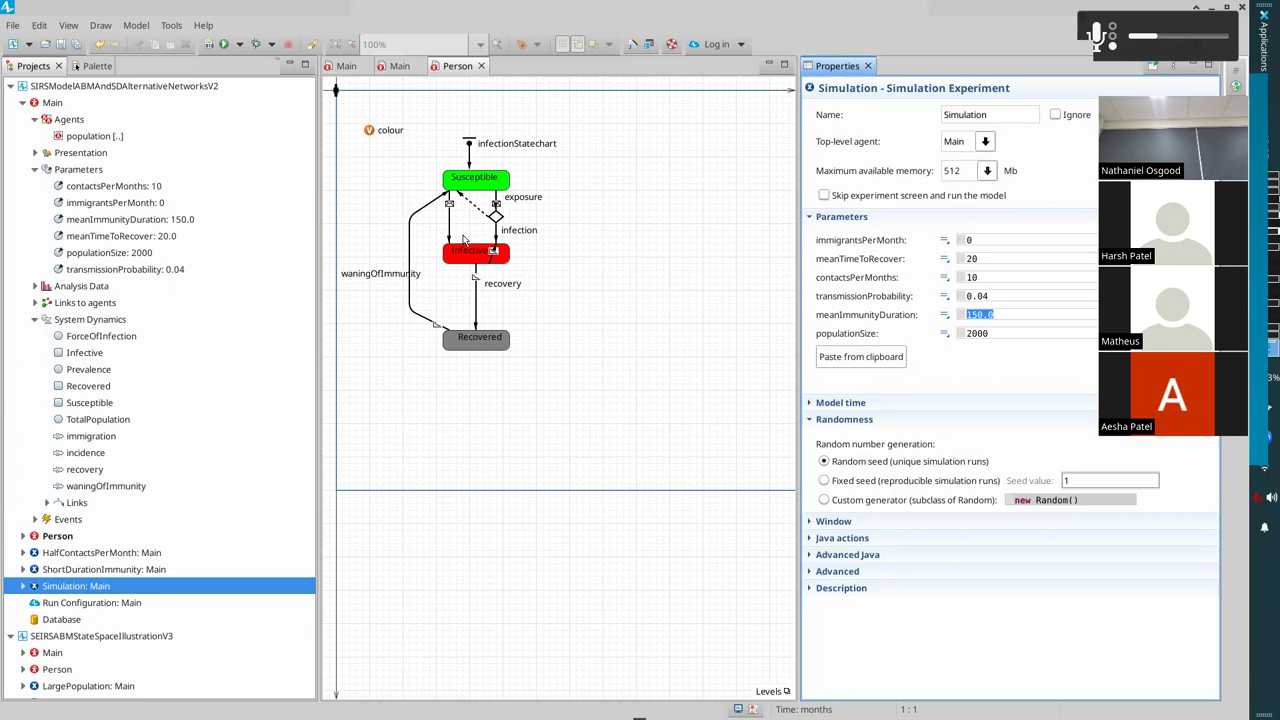 File Edit View Draw Model Tools Help
100%
Log in
Projects
Palette
Main
Main
Person
Properties
SIRSModelABMAndSDAlternativeNetworksV2
Main
Agents
population [..]
Presentation
Parameters
contactsPerMonths: 10
immigrantsPerMonth: 0
meanImmunityDuration: 150.0
meanTimeToRecover: 20.0
populationSize: 2000
transmissionProbability: 0.04
Analysis Data
Links to agents
System Dynamics
ForceOfInfection
Infective
Prevalence
Recovered
Susceptible
TotalPopulation
immigration
incidence
recovery
waningOfImmunity
Links
Events
Person
HalfContactsPerMonth: Main
ShortDurationImmunity: Main
Simulation: Main
Run Configuration: Main
Database
SEIRSABMStateSpaceIllustrationV3
Main
Person
LargePopulation: Main
colour
infectionStatechart
Susceptible
exposure
infection
Infective
waningOfImmunity
recovery
Recovered
Levels
Simulation - Simulation Experiment
Name:
Simulation
Ignore
Top-level agent:
Main
Maximum available memory:
512
Mb
Skip experiment screen and run the model
Parameters
immigrantsPerMonth:
0
meanTimeToRecover:
20
contactsPerMonths:
10
transmissionProbability:
0.04
meanImmunityDuration:
150.0
populationSize:
2000
Paste from clipboard
Model time
Randomness
Random number generation:
Random seed (unique simulation runs)
Fixed seed (reproducible simulation runs)
Seed value:
1
Custom generator (subclass of Random):
new Random()
Window
Java actions
Advanced Java
Advanced
Description
Time: months
1 : 1
Nathaniel Osgood
Harsh Patel
Matheus
A
Aesha Patel
Applications